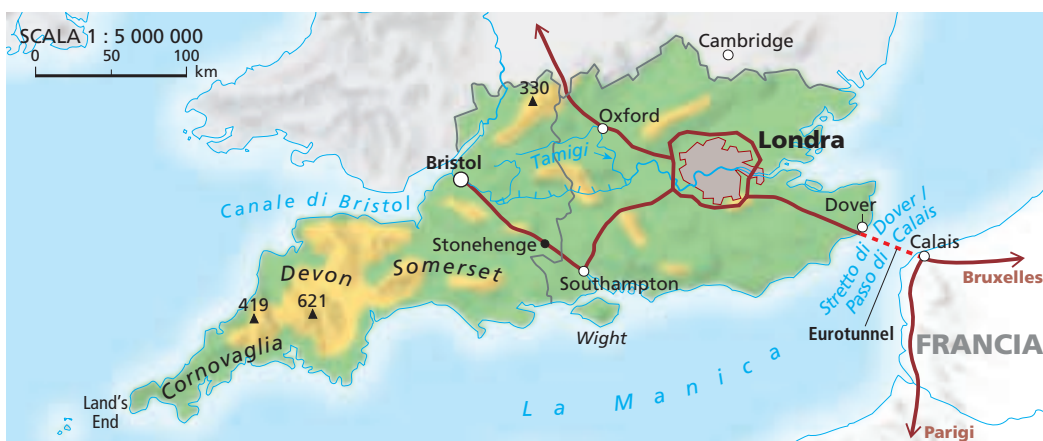 SCALA 1 : 5 000 000
0 50 100
km
Cambridge
330
Oxford
Londra
Bristol
Tamigi
Canale di Bristol
Dover
Stretto di Dover /
Passo di Calais
Calais
Stonehenge
Bruxelles
Devon
Somerset
Southampton
419
621
Eurotunnel
Wight
FRANCIA
Cornovaglia
La Manica
Land's
End
Parigi